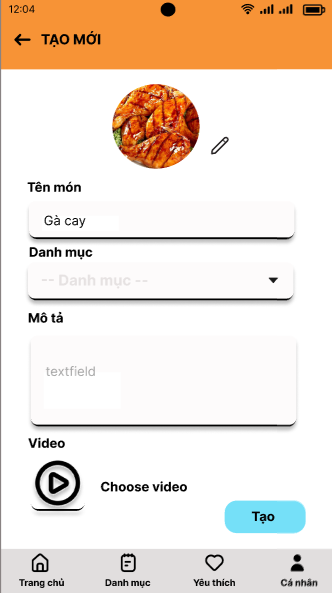 12:04
TẠO MỚI
Tên món
Gà cay
Danh mục
-- Danh mục --
Mô tả
textfield
Video
Choose video
Tạo
Trang chủ
Danh mục
Yêu thích
Cá nhân